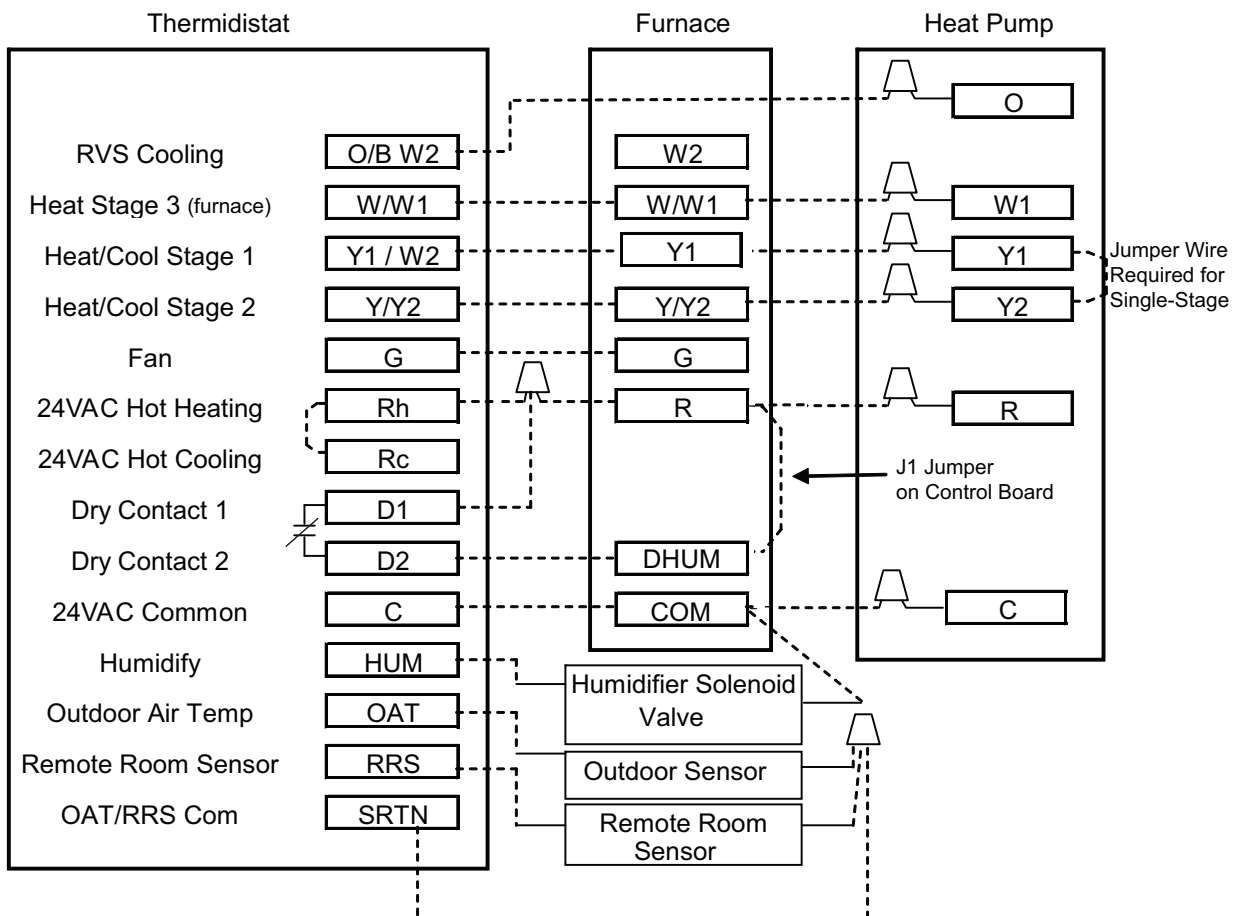 Thermidistat
Furnace
Heat Pump
O
RVS Cooling
O/B W2
W2
Heat Stage 3 (furnace)
W/W1
W/W1
W1
Heat/Cool Stage 1
Y1 / W2
Y1
Y1
Jumper Wire
Required for
Single-Stage
Heat/Cool Stage 2
Y/Y2
Y/Y2
Y2
Fan
G
G
24VAC Hot Heating
Rh
R
R
24VAC Hot Cooling
Rc
J1 Jumper
on Control Board
Dry Contact 1
D1
Dry Contact 2
D2
DHUM
24VAC Common
C
COM
C
Humidify
HUM
Humidifier Solenoid
Valve
Outdoor Air Temp
OAT
Outdoor Sensor
Remote Room Sensor
RRS
Remote Room
Sensor
OAT/RRS Com
SRTN